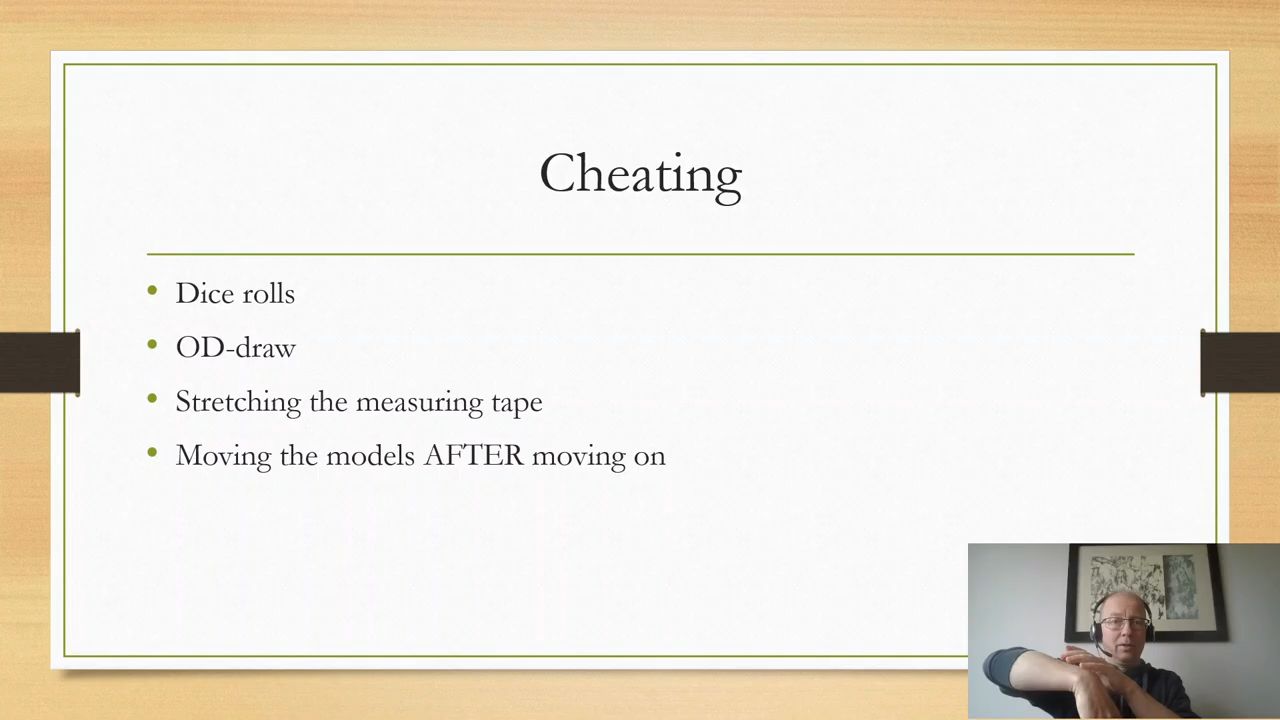 Cheating
• Dice rolls
• OD-draw
• Stretching the measuring tape
• Moving the models AFTER moving on